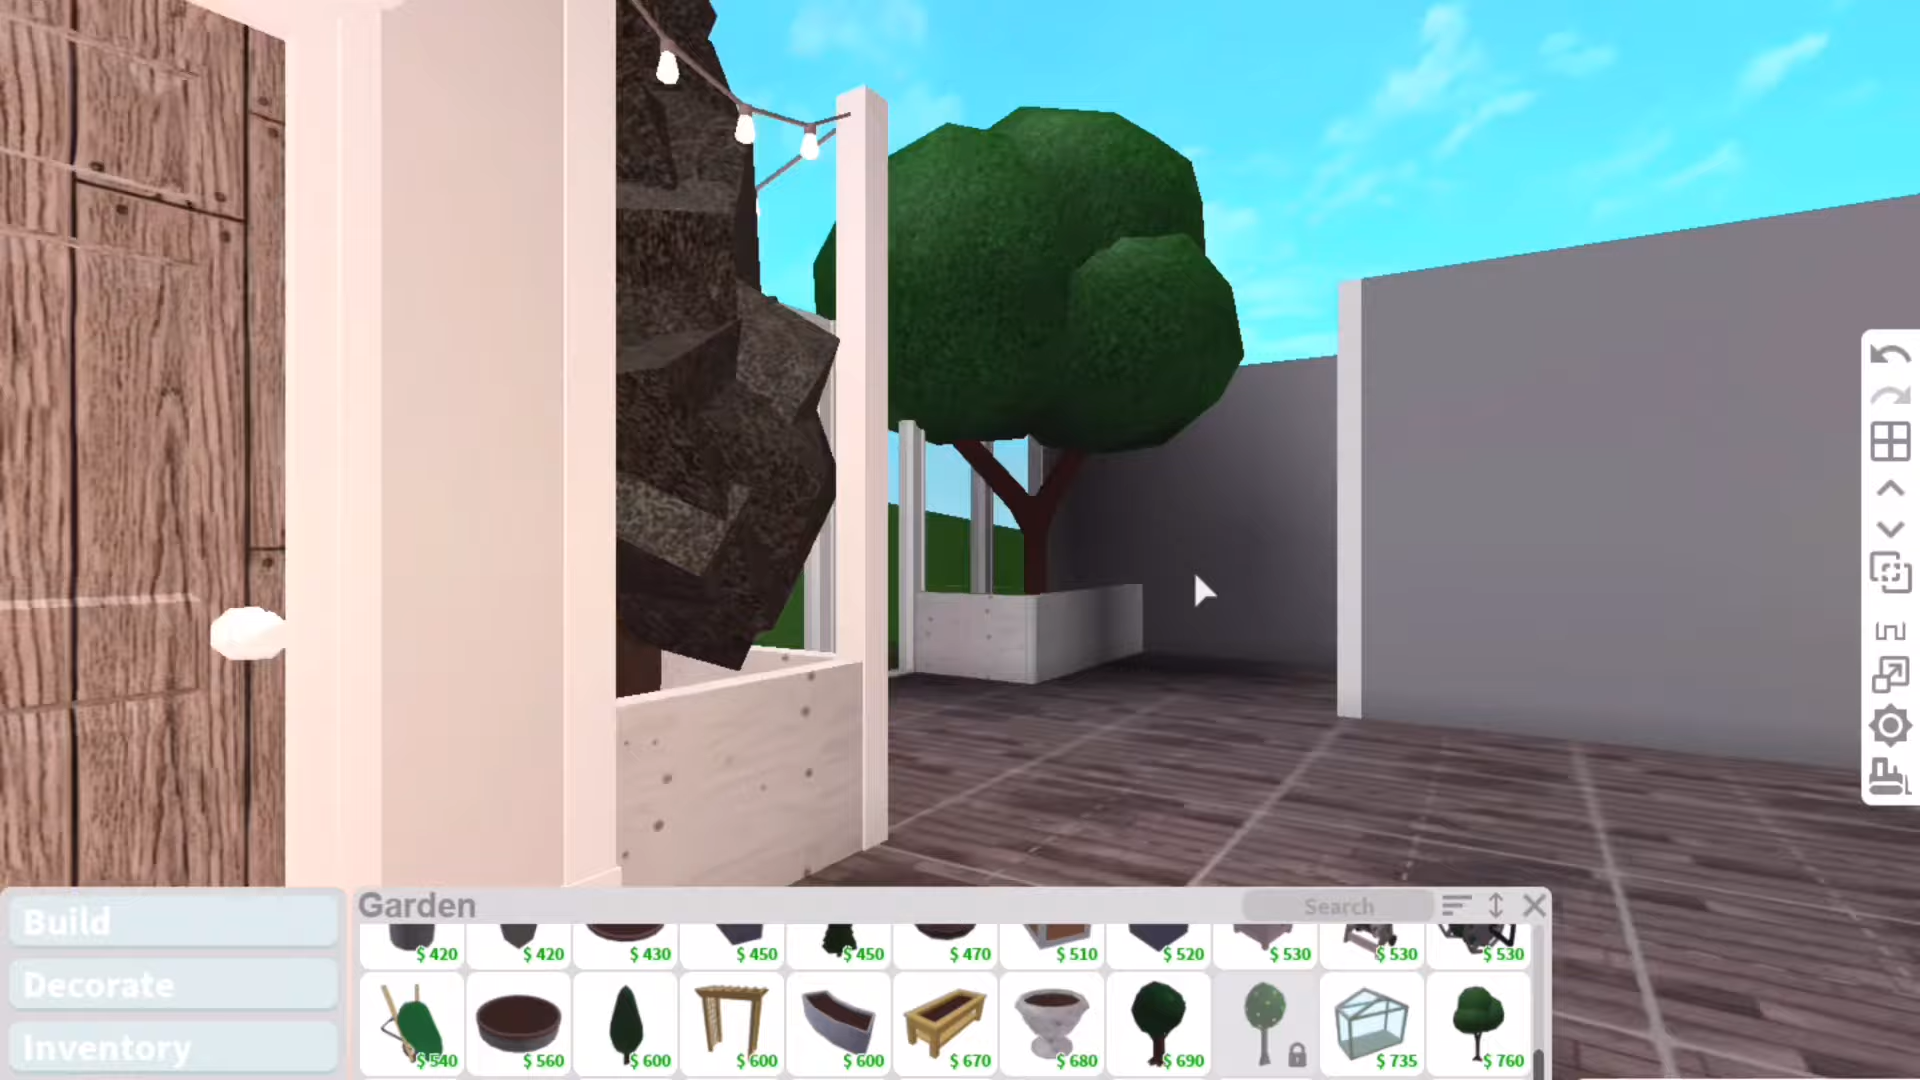 Build
Decorate
Inventory
Garden
Search
$ 420 $ 420 $ 430 $ 450 $ 450 $ 470 $ 510 $ 520 $ 530 $ 530 $ 530
$ 540 $ 560 $ 600 $ 600 $ 600 $ 670 $ 680 $ 690 $ 735 $ 760